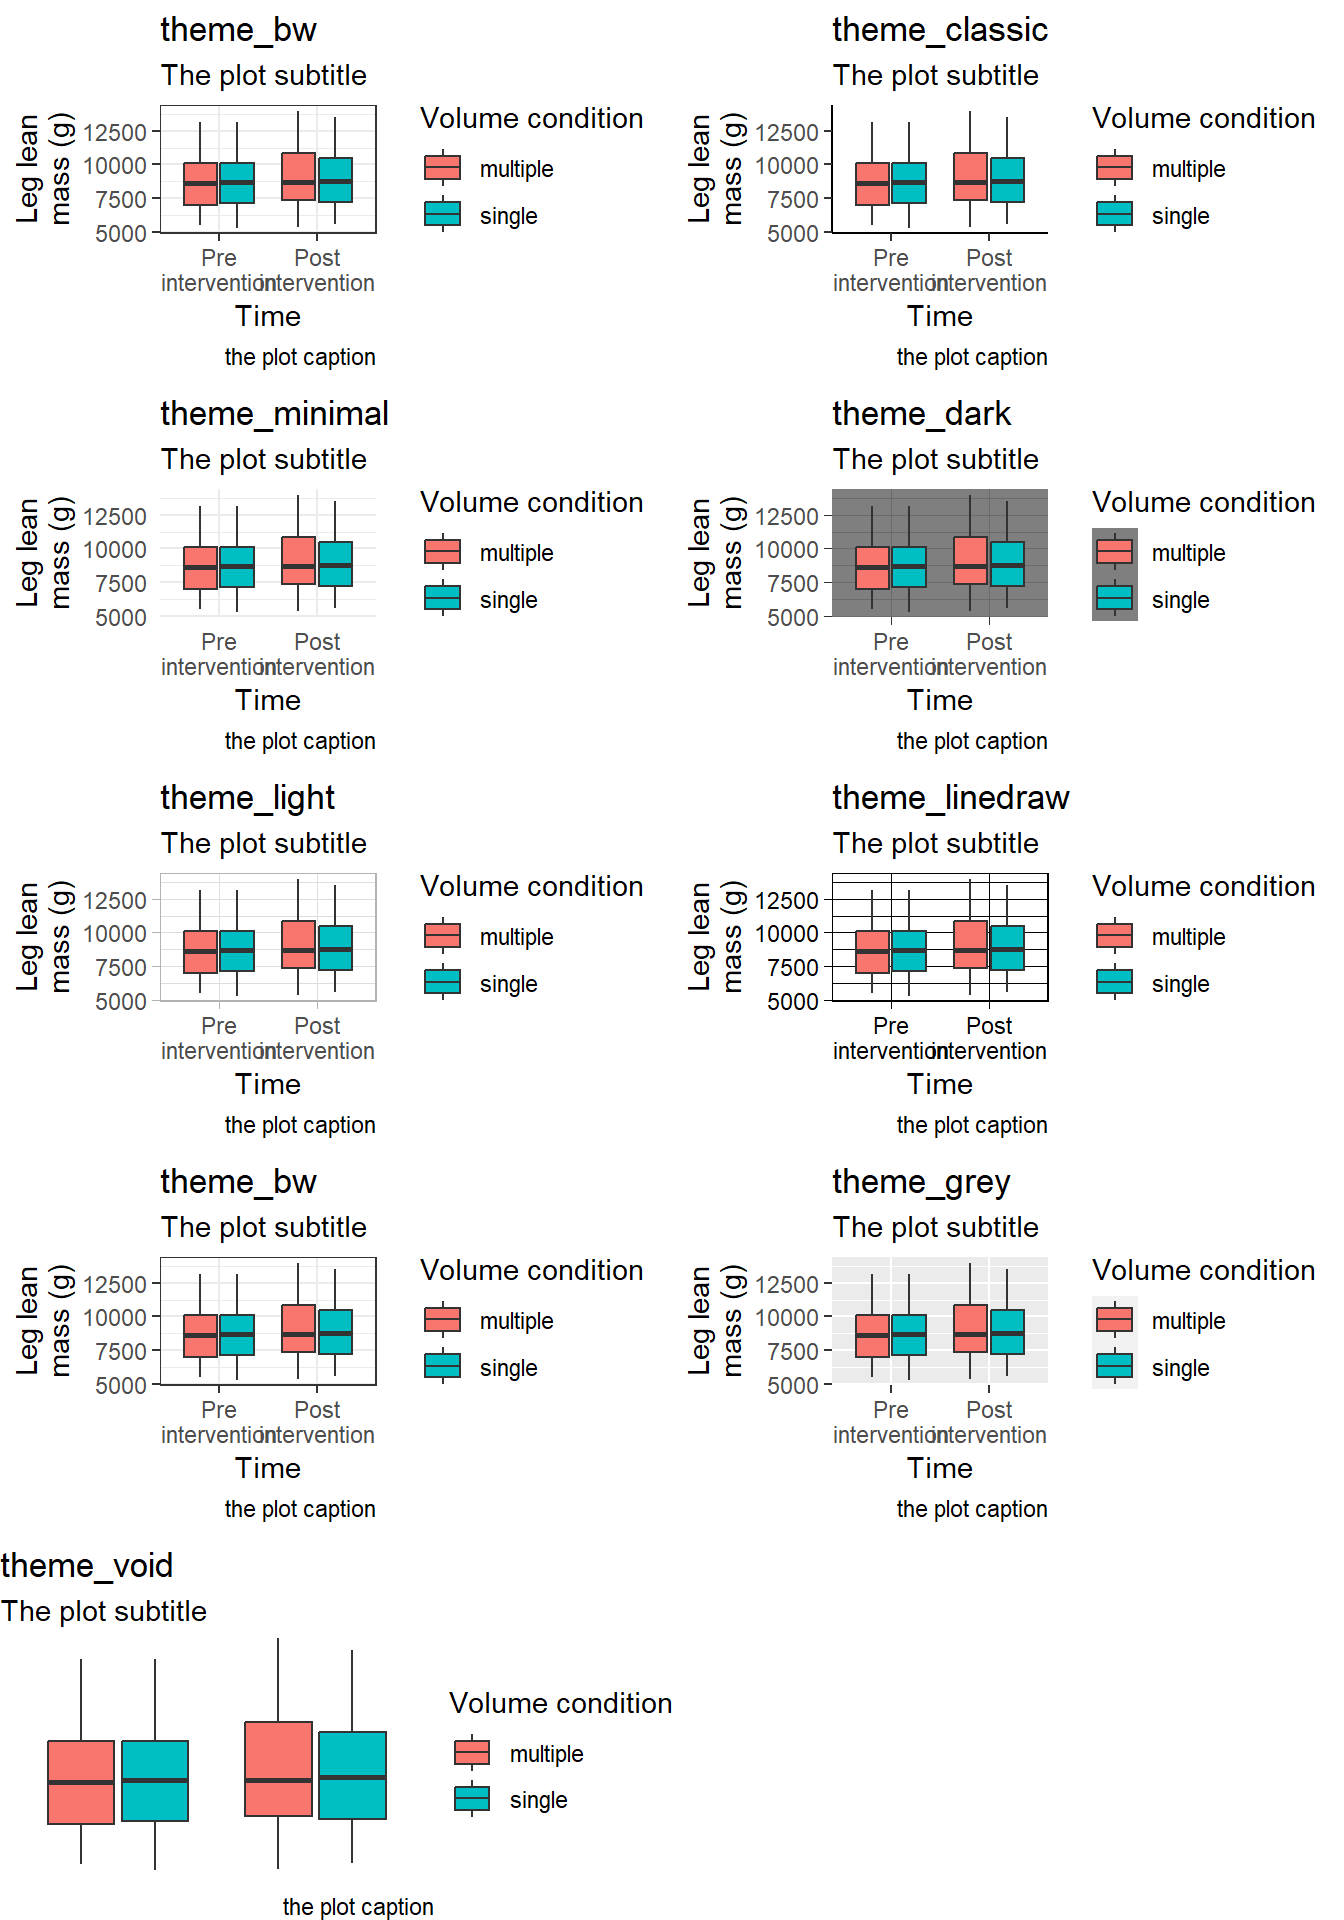 theme_bw
The plot subtitle
Leg lean
mass (g)
12500
10000
7500
5000
Pre
intervention
Post
intervention
Time
the plot caption
Volume condition
multiple
single
theme_classic
The plot subtitle
Leg lean
mass (g)
12500
10000
7500
5000
Pre
intervention
Post
intervention
Time
the plot caption
Volume condition
multiple
single
theme_minimal
The plot subtitle
Leg lean
mass (g)
12500
10000
7500
5000
Pre
intervention
Post
intervention
Time
the plot caption
Volume condition
multiple
single
theme_dark
The plot subtitle
Leg lean
mass (g)
12500
10000
7500
5000
Pre
intervention
Post
intervention
Time
the plot caption
Volume condition
multiple
single
theme_light
The plot subtitle
Leg lean
mass (g)
12500
10000
7500
5000
Pre
intervention
Post
intervention
Time
the plot caption
Volume condition
multiple
single
theme_linedraw
The plot subtitle
Leg lean
mass (g)
12500
10000
7500
5000
Pre
intervention
Post
intervention
Time
the plot caption
Volume condition
multiple
single
theme_bw
The plot subtitle
Leg lean
mass (g)
12500
10000
7500
5000
Pre
intervention
Post
intervention
Time
the plot caption
Volume condition
multiple
single
theme_grey
The plot subtitle
Leg lean
mass (g)
12500
10000
7500
5000
Pre
intervention
Post
intervention
Time
the plot caption
Volume condition
multiple
single
theme_void
The plot subtitle
Volume condition
multiple
single
the plot caption